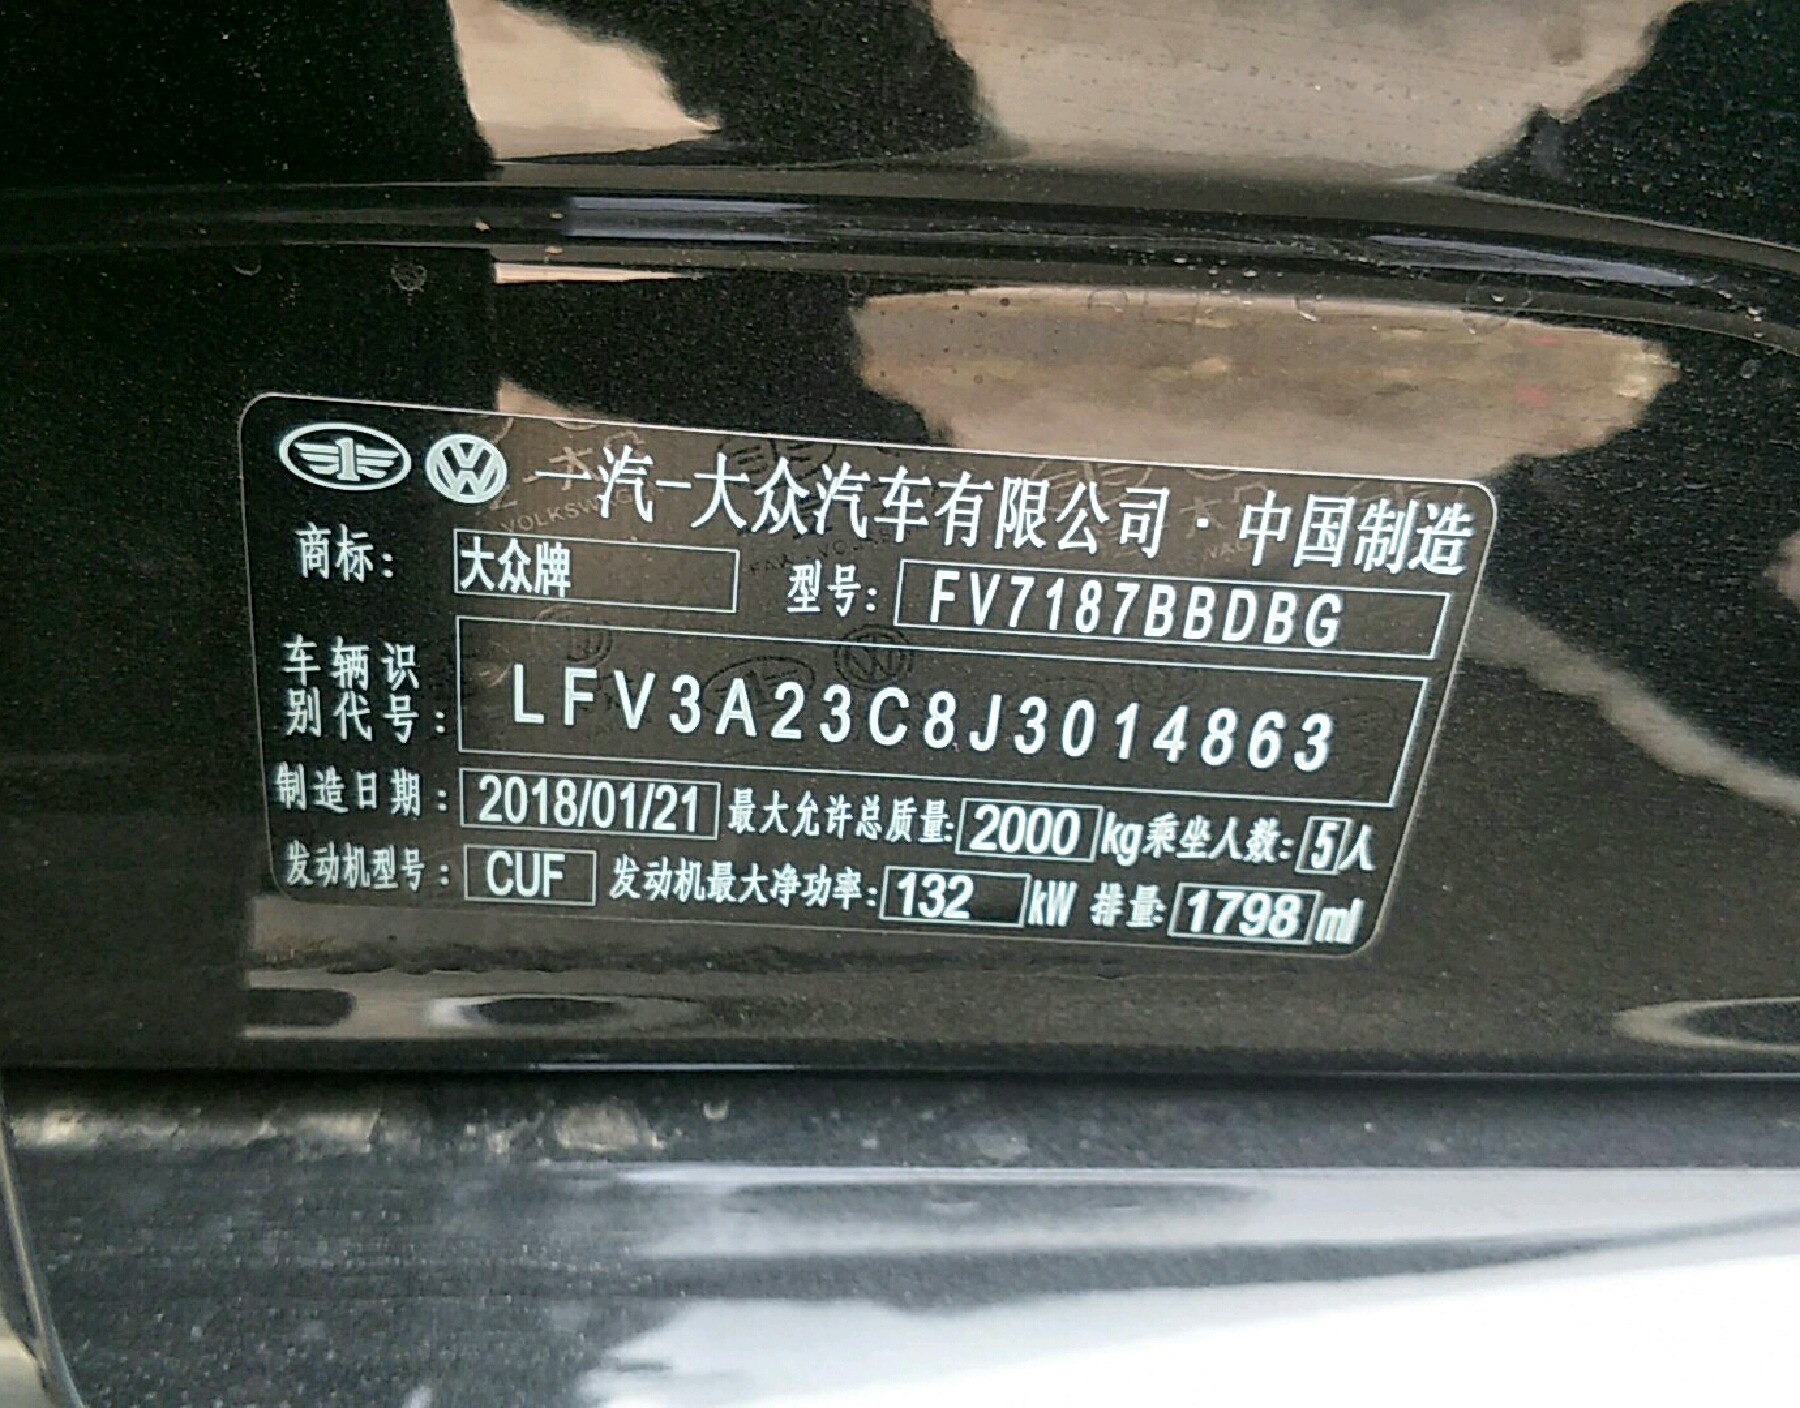 一汽-大众汽车有限公司·中国制造
商标: 大众牌 型号: FV7187BBDBG
车辆识
别代号: LFV3A23C8J3014863
制造日期: 2018/01/21 最大允许总质量: 2000 kg 乘坐人数: 5人
发动机型号: CUF 发动机最大净功率: 132 kW 排量: 1798 ml